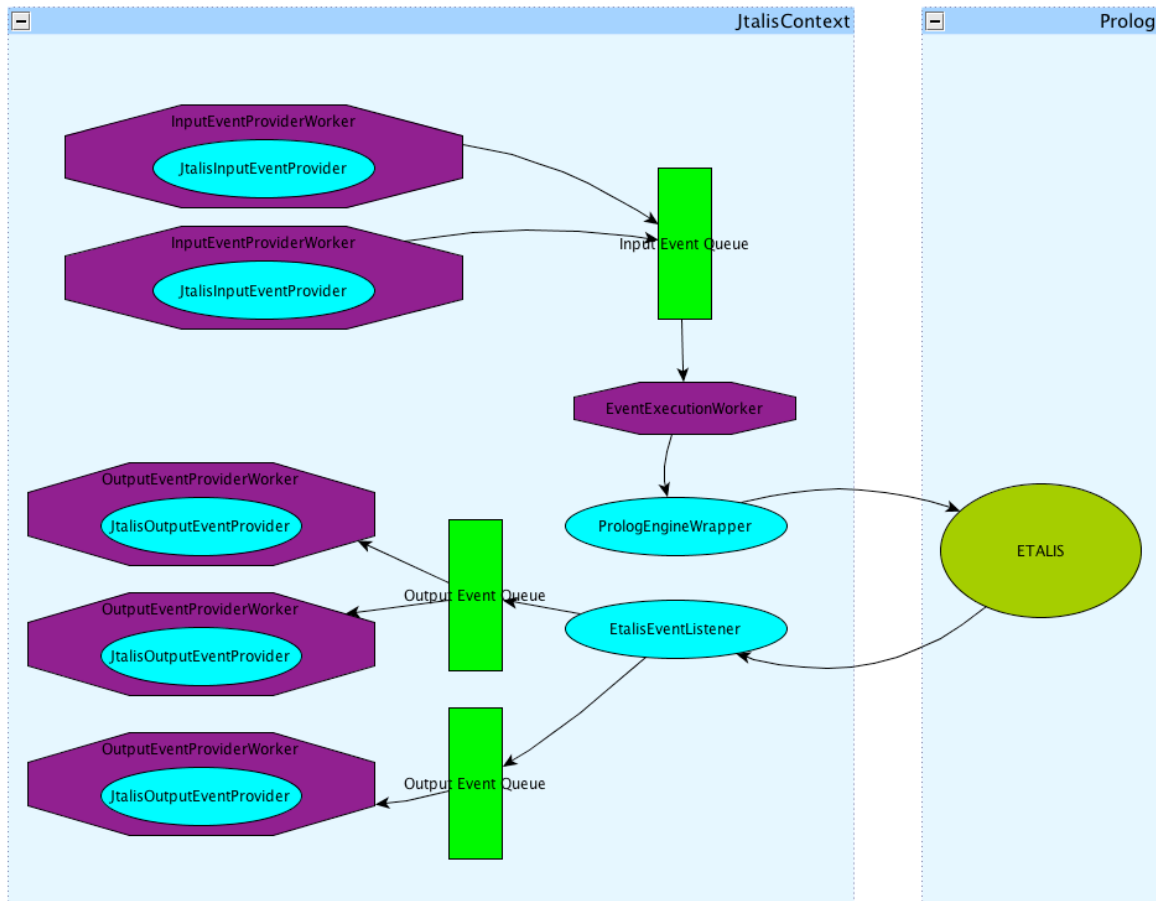 JtalisContext
Prolog
InputEventProviderWorker
JtalisInputEventProvider
InputEventProviderWorker
JtalisInputEventProvider
Input Event Queue
EventExecutionWorker
PrologEngineWrapper
ETALIS
OutputEventProviderWorker
JtalisOutputEventProvider
OutputEventProviderWorker
JtalisOutputEventProvider
Output Event Queue
EtalisEventListener
OutputEventProviderWorker
JtalisOutputEventProvider
Output Event Queue